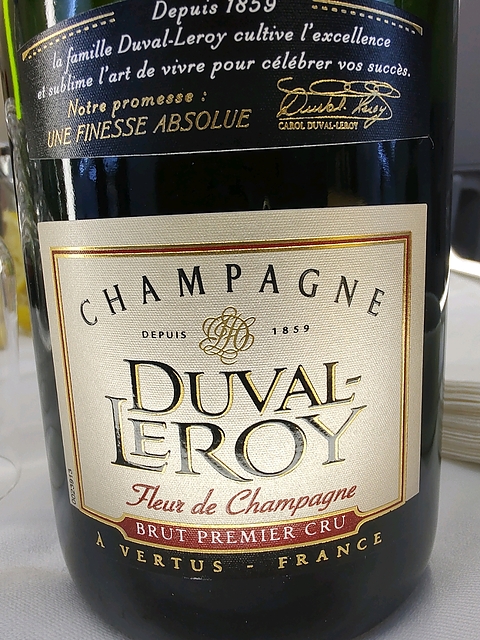 Depuis 1859
la famille Duval-Leroy cultive l'excellence
et sublime l'art de vivre pour célébrer vos succès.
Notre promesse :
UNE FINESSE ABSOLUE
Duval Leroy
CAROL DUVAL-LEROY
CHAMPAGNE
DEPUIS 1859
DUVAL-
LEROY
Fleur de Champagne
BRUT PREMIER CRU
À VERTUS - FRANCE